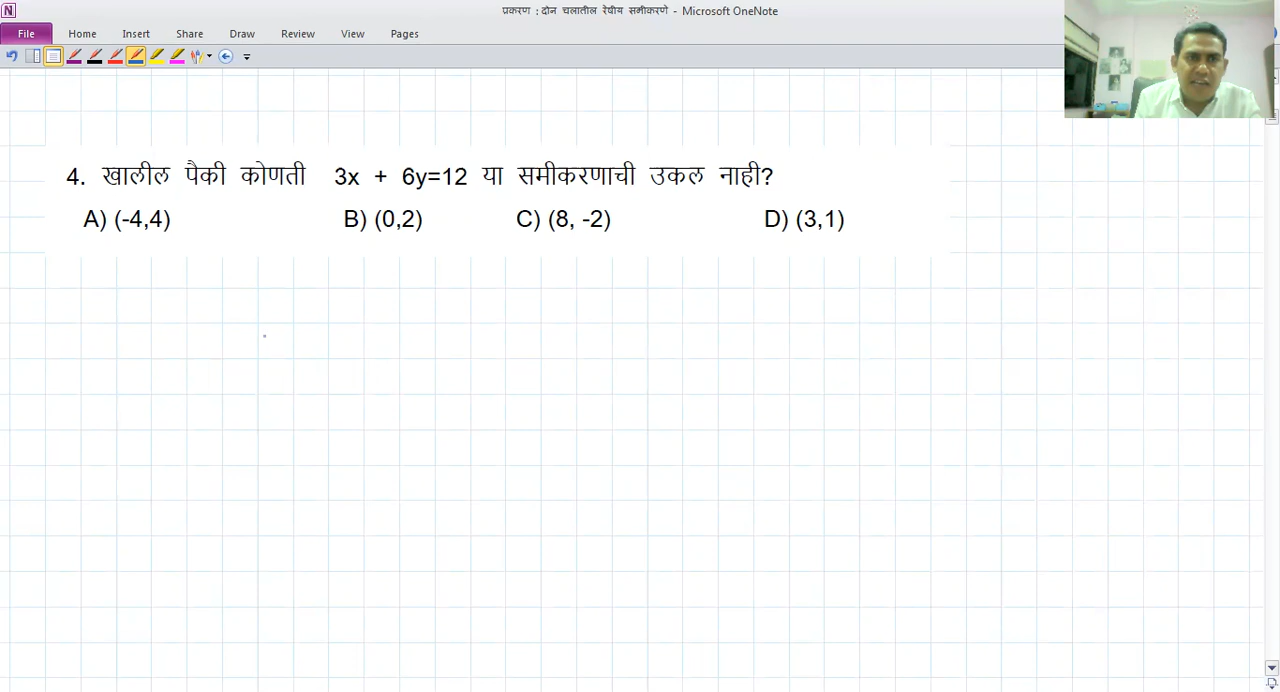 प्रकरण : दोन चलातील रेषीय समीकरणे - Microsoft OneNote
File Home Insert Share Draw Review View Pages
4. खालील पैकी कोणती 3x + 6y=12 या समीकरणाची उकल नाही?
A) (-4,4) B) (0,2) C) (8, -2) D) (3,1)